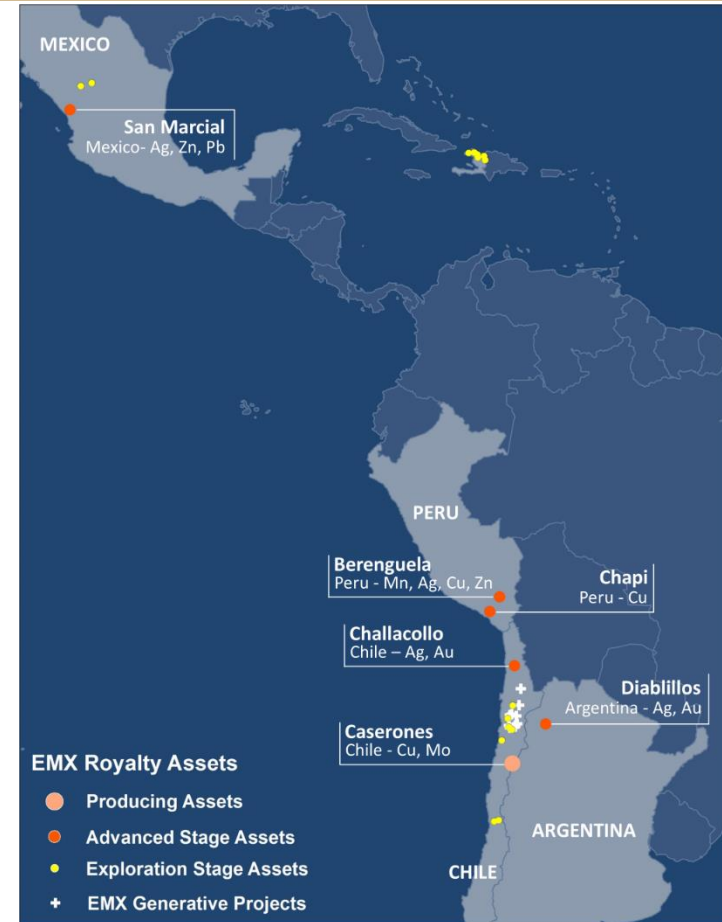 MEXICO
San Marcial
Mexico- Ag, Zn, Pb
PERU
Berenguela
Peru - Mn, Ag, Cu, Zn
Chapi
Peru - Cu
Challacollo
Chile – Ag, Au
Diablillos
Argentina - Ag, Au
Caserones
Chile - Cu, Mo
EMX Royalty Assets
Producing Assets
Advanced Stage Assets
Exploration Stage Assets
EMX Generative Projects
ARGENTINA
CHILE